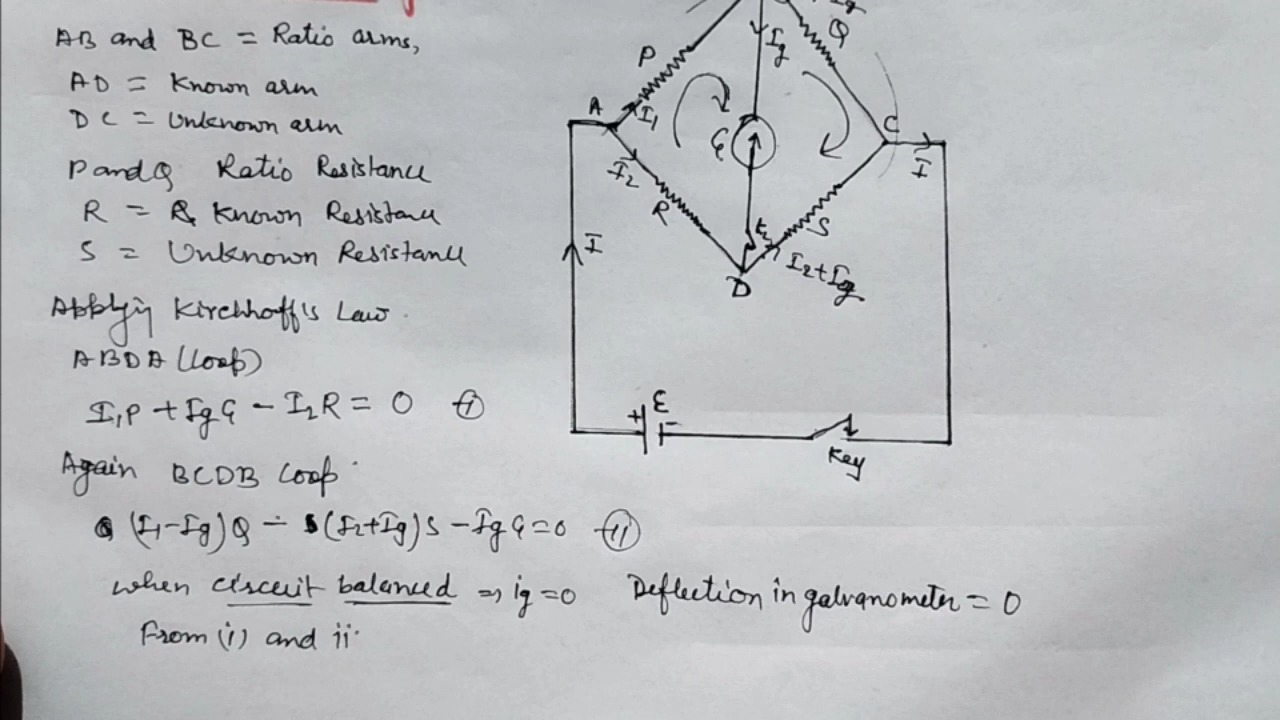 AB and BC = Ratio arms,
AD = Known arm
DC = Unknown arm
P and Q Ratio Resistance
R = Known Resistance
S = Unknown Resistance
Applying Kirchhoff's Law.
ABDA (Loop)
I₁P + IgG - I₂R = 0 (i)
Again BCDB Loop.
(I₁-Ig)Q - (I₂+Ig)S - IgG = 0 (ii)
when circuit balanced => ig = 0 Deflection in galvanometer = 0
From (i) and ii.
P
Q
Ig
A
I₁
G
C
I
I₂
R
S
I₂+Ig
D
I
+ E -
Key